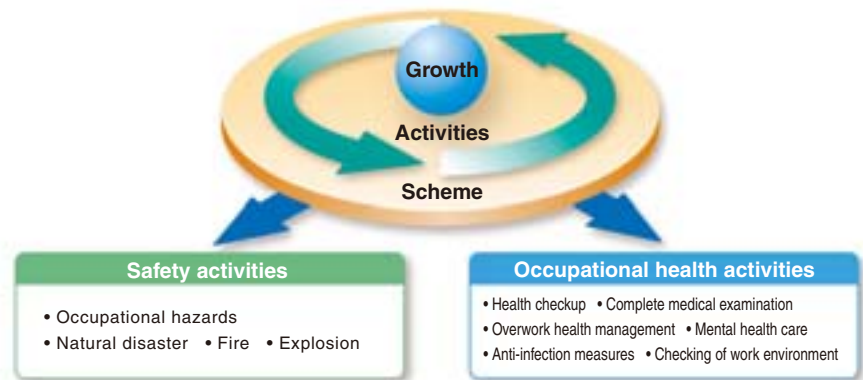 Growth
Activities
Scheme
Safety activities
• Occupational hazards
• Natural disaster • Fire • Explosion
Occupational health activities
• Health checkup • Complete medical examination
• Overwork health management • Mental health care
• Anti-infection measures • Checking of work environment